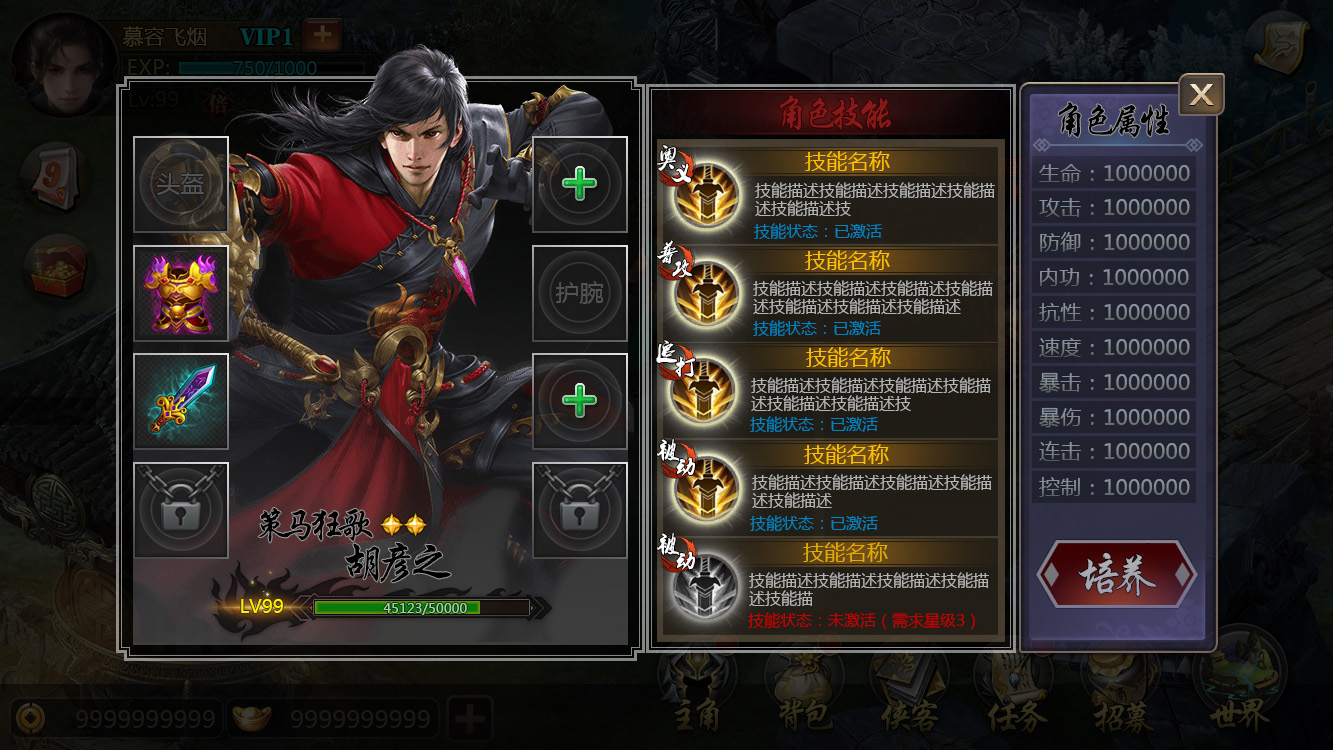 慕容飞烟 VIP1
EXP: 750/1000
Lv:99 倍
9
头盔
护腕
策马狂歌
胡彦之
LV99 45123/50000
角色技能
奥义
技能名称
技能描述技能描述技能描述技能描
述技能描述技
技能状态：已激活
普攻
技能名称
技能描述技能描述技能描述技能描
述技能描述技能描述技能描述
技能状态：已激活
追打
技能名称
技能描述技能描述技能描述技能描
述技能描述技能描述技
技能状态：已激活
被动
技能名称
技能描述技能描述技能描述技能描
述技能描述
技能状态：已激活
被动
技能名称
技能描述技能描述技能描述技能描
述技能描
技能状态：未激活（需求星级3）
X
角色属性
生命：1000000
攻击：1000000
防御：1000000
内功：1000000
抗性：1000000
速度：1000000
暴击：1000000
暴伤：1000000
连击：1000000
控制：1000000
培养
9999999999
9999999999
主角
背包
侠客
任务
招募
世界